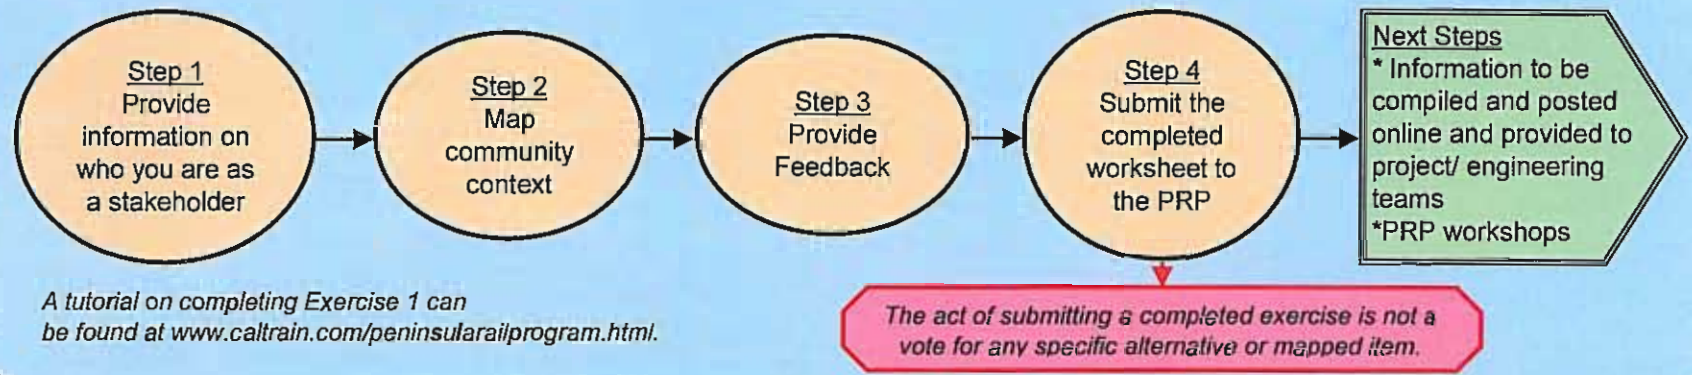 Step 1
Provide
information on
who you are as
a stakeholder
Step 2
Map
community
context
Step 3
Provide
Feedback
Step 4
Submit the
completed
worksheet to
the PRP
Next Steps
* Information to be
compiled and posted
online and provided to
project/ engineering
teams
*PRP workshops
A tutorial on completing Exercise 1 can
be found at www.caltrain.com/peninsularailprogram.html.
The act of submitting a completed exercise is not a
vote for any specific alternative or mapped item.